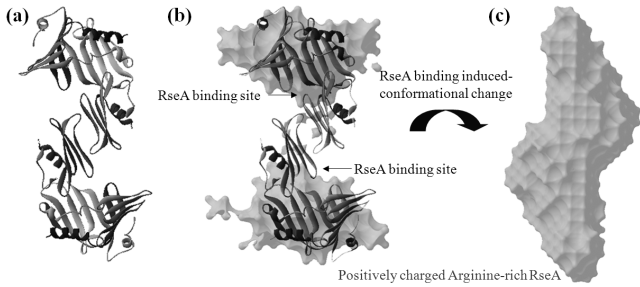 (a)
(b)
(c)
RseA binding site
RseA binding site
RseA binding induced-
conformational change
Positively charged Arginine-rich RseA